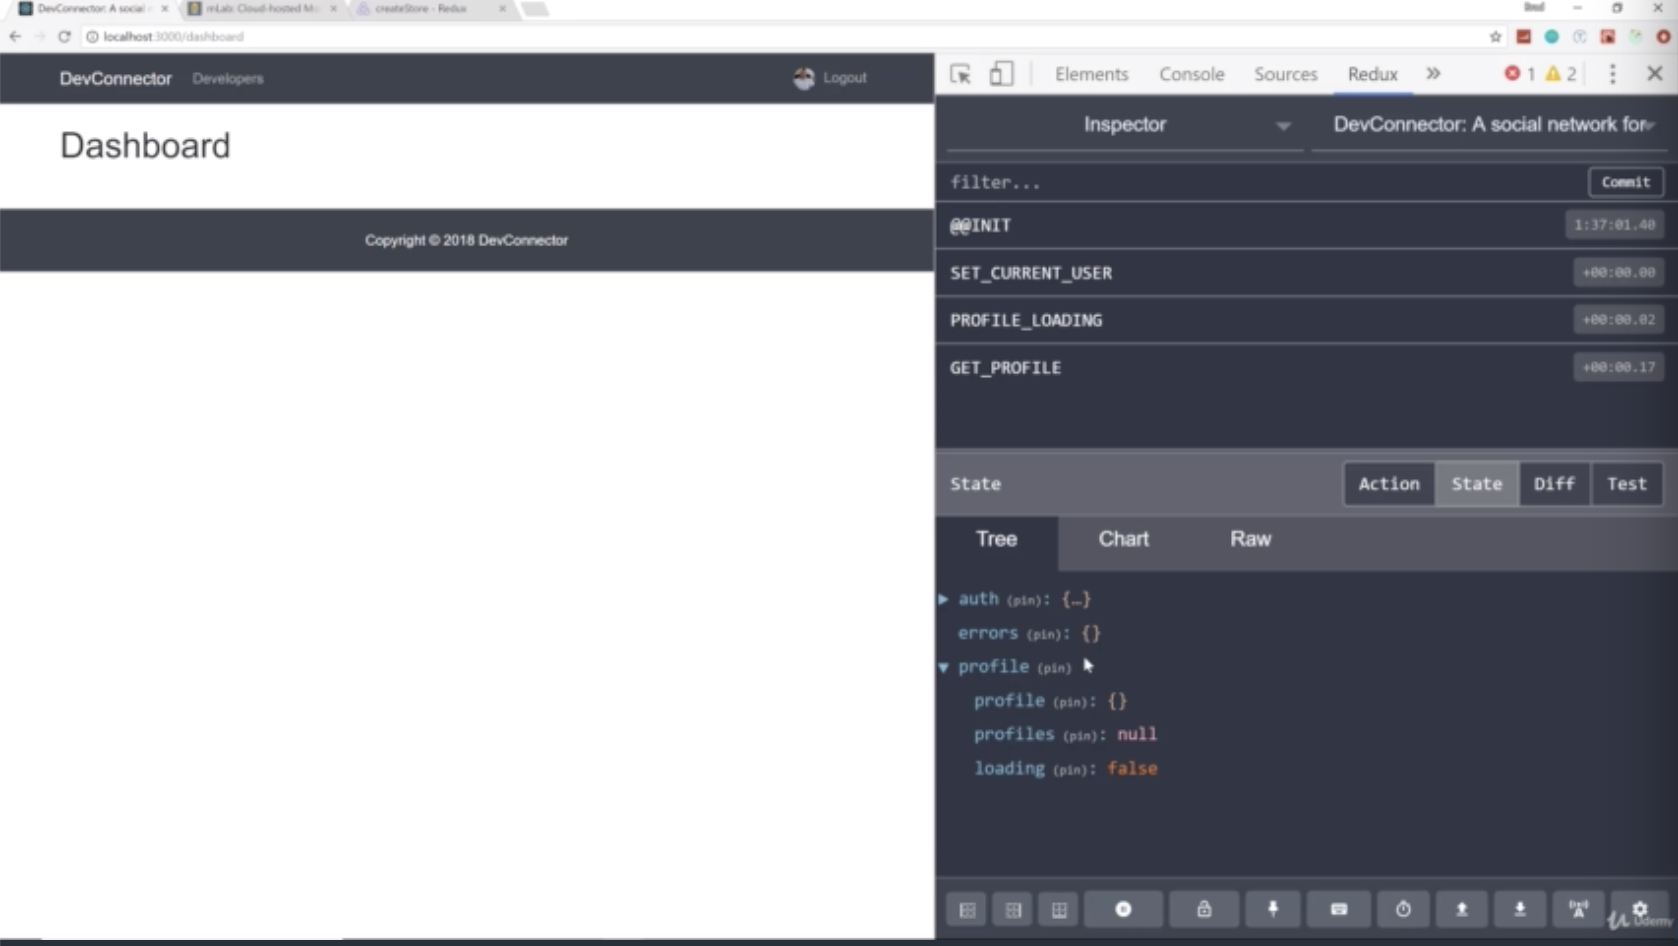 DevConnector: A social
mLab: Cloud-hosted Mo
createStore - Redux
localhost:3000/dashboard
DevConnector Developers Logout
Dashboard
Copyright © 2018 DevConnector
Elements Console Sources Redux » 1 2
Inspector DevConnector: A social network for
filter... Commit
@@INIT 1:37:01.40
SET_CURRENT_USER +00:00.00
PROFILE_LOADING +00:00.02
GET_PROFILE +00:00.17
State Action State Diff Test
Tree Chart Raw
auth (pin): {…}
errors (pin): {}
profile (pin)
profile (pin): {}
profiles (pin): null
loading (pin): false
Udemy